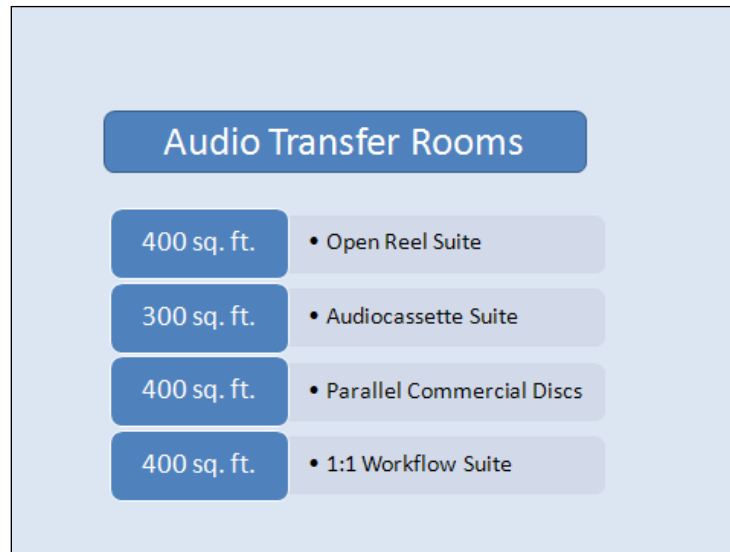 Audio Transfer Rooms
400 sq. ft.
• Open Reel Suite
300 sq. ft.
• Audiocassette Suite
400 sq. ft.
• Parallel Commercial Discs
400 sq. ft.
• 1:1 Workflow Suite